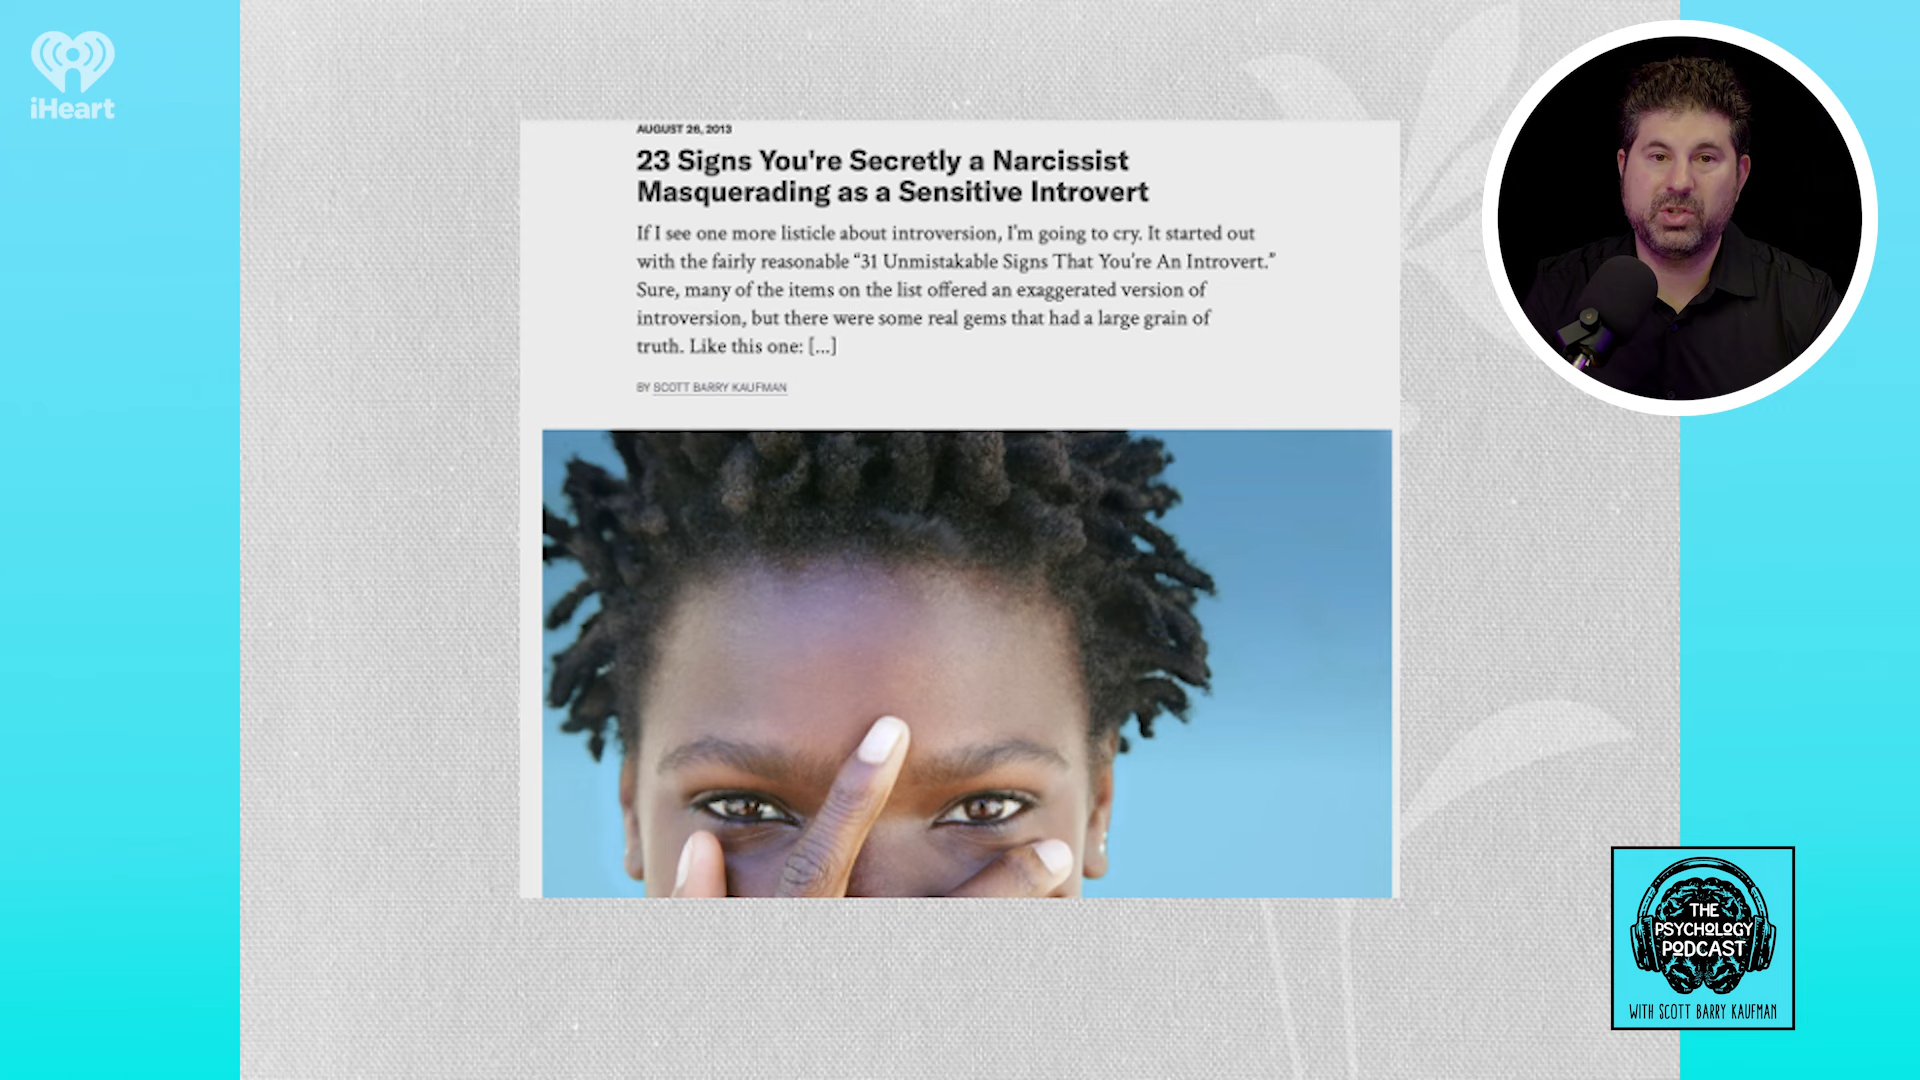 iHeart
AUGUST 26, 2013
23 Signs You're Secretly a Narcissist
Masquerading as a Sensitive Introvert
If I see one more listicle about introversion, I'm going to cry. It started out
with the fairly reasonable “31 Unmistakable Signs That You're An Introvert.”
Sure, many of the items on the list offered an exaggerated version of
introversion, but there were some real gems that had a large grain of
truth. Like this one: [...]
BY SCOTT BARRY KAUFMAN
THE
PSYCHOLOGY
PODCAST
WITH SCOTT BARRY KAUFMAN